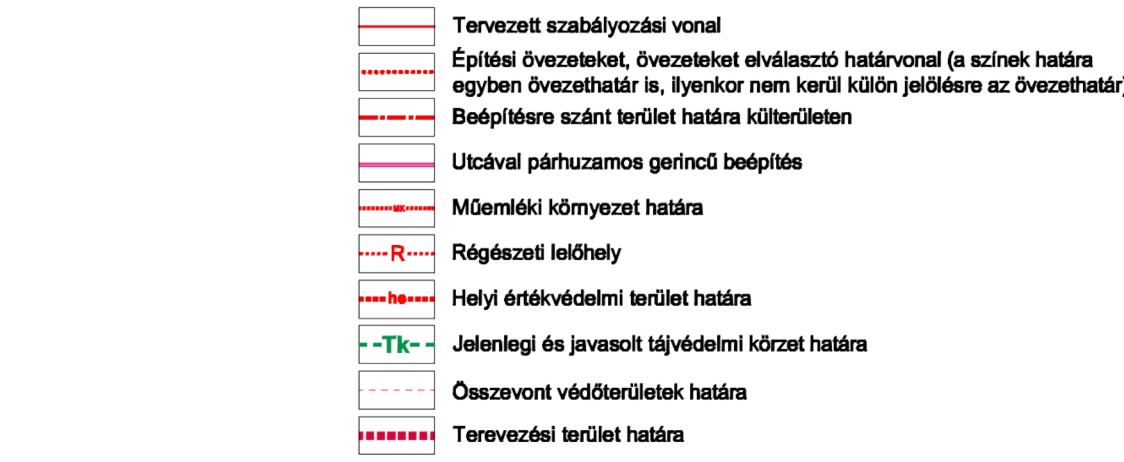 Tervezett szabályozási vonal
Építési övezeteket, övezeteket elválasztó határvonal (a színek határa
egyben övezethatár is, ilyenkor nem kerül külön jelölésre az övezethatár)
Beépítésre szánt terület határa külterületen
Utcával párhuzamos gerincű beépítés
MK Műemléki környezet határa
R Régészeti lelőhely
he Helyi értékvédelmi terület határa
Tk Jelenlegi és javasolt tájvédelmi körzet határa
Összevont védőterületek határa
Terevezési terület határa